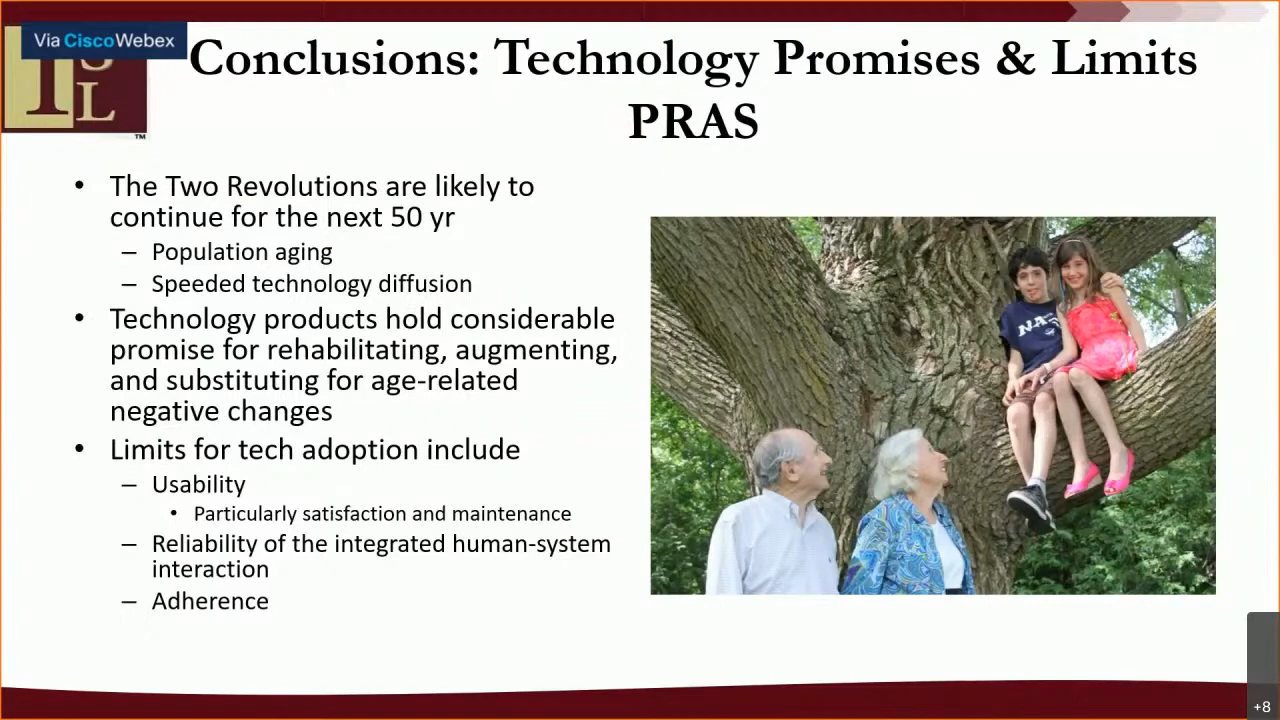 Via CiscoWebex
I S
L
™
Conclusions: Technology Promises & Limits
PRAS
• The Two Revolutions are likely to
continue for the next 50 yr
– Population aging
– Speeded technology diffusion
• Technology products hold considerable
promise for rehabilitating, augmenting,
and substituting for age-related
negative changes
• Limits for tech adoption include
– Usability
• Particularly satisfaction and maintenance
– Reliability of the integrated human-system
interaction
– Adherence
NAS
+8